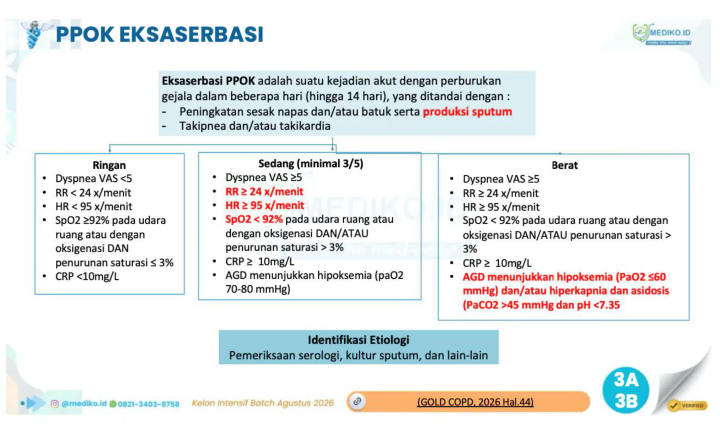 PPOK EKSASERBASI
MEDIKO.ID
Eksaserbasi PPOK adalah suatu kejadian akut dengan perburukan
gejala dalam beberapa hari (hingga 14 hari), yang ditandai dengan :
- Peningkatan sesak napas dan/atau batuk serta produksi sputum
- Takipnea dan/atau takikardia
Ringan
• Dyspnea VAS <5
• RR < 24 x/menit
• HR < 95 x/menit
• SpO2 ≥92% pada udara
ruang atau dengan
oksigenasi DAN
penurunan saturasi ≤ 3%
• CRP <10mg/L
Sedang (minimal 3/5)
• Dyspnea VAS ≥5
• RR ≥ 24 x/menit
• HR ≥ 95 x/menit
• SpO2 < 92% pada udara ruang atau
dengan oksigenasi DAN/ATAU
penurunan saturasi > 3%
• CRP ≥ 10mg/L
• AGD menunjukkan hipoksemia (paO2
70-80 mmHg)
Berat
• Dyspnea VAS ≥5
• RR ≥ 24 x/menit
• HR ≥ 95 x/menit
• SpO2 < 92% pada udara ruang atau dengan
oksigenasi DAN/ATAU penurunan saturasi >
3%
• CRP ≥ 10mg/L
• AGD menunjukkan hipoksemia (PaO2 ≤60
mmHg) dan/atau hiperkapnia dan asidosis
(PaCO2 >45 mmHg dan pH <7.35
MEDIKO.ID
Identifikasi Etiologi
Pemeriksaan serologi, kultur sputum, dan lain-lain
@mediko.id 0821-3403-8758
Kelon Intensif Batch Agustus 2026
(GOLD COPD, 2026 Hal.44)
3A
3B
VERIFIED